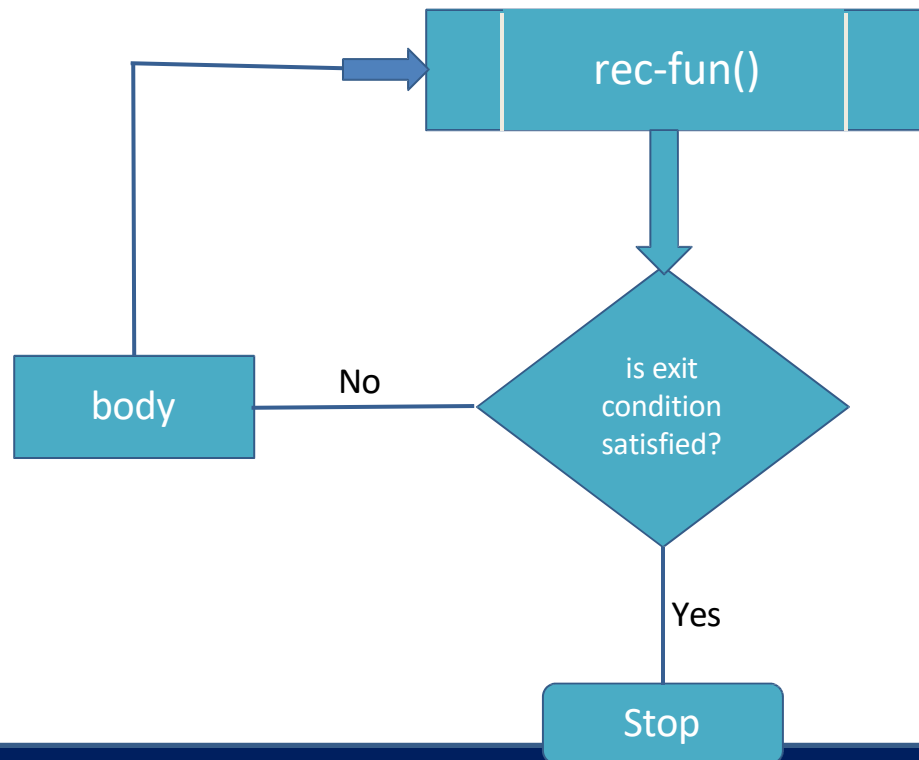 rec-fun()
is exit
condition
satisfied?
No
body
Yes
Stop